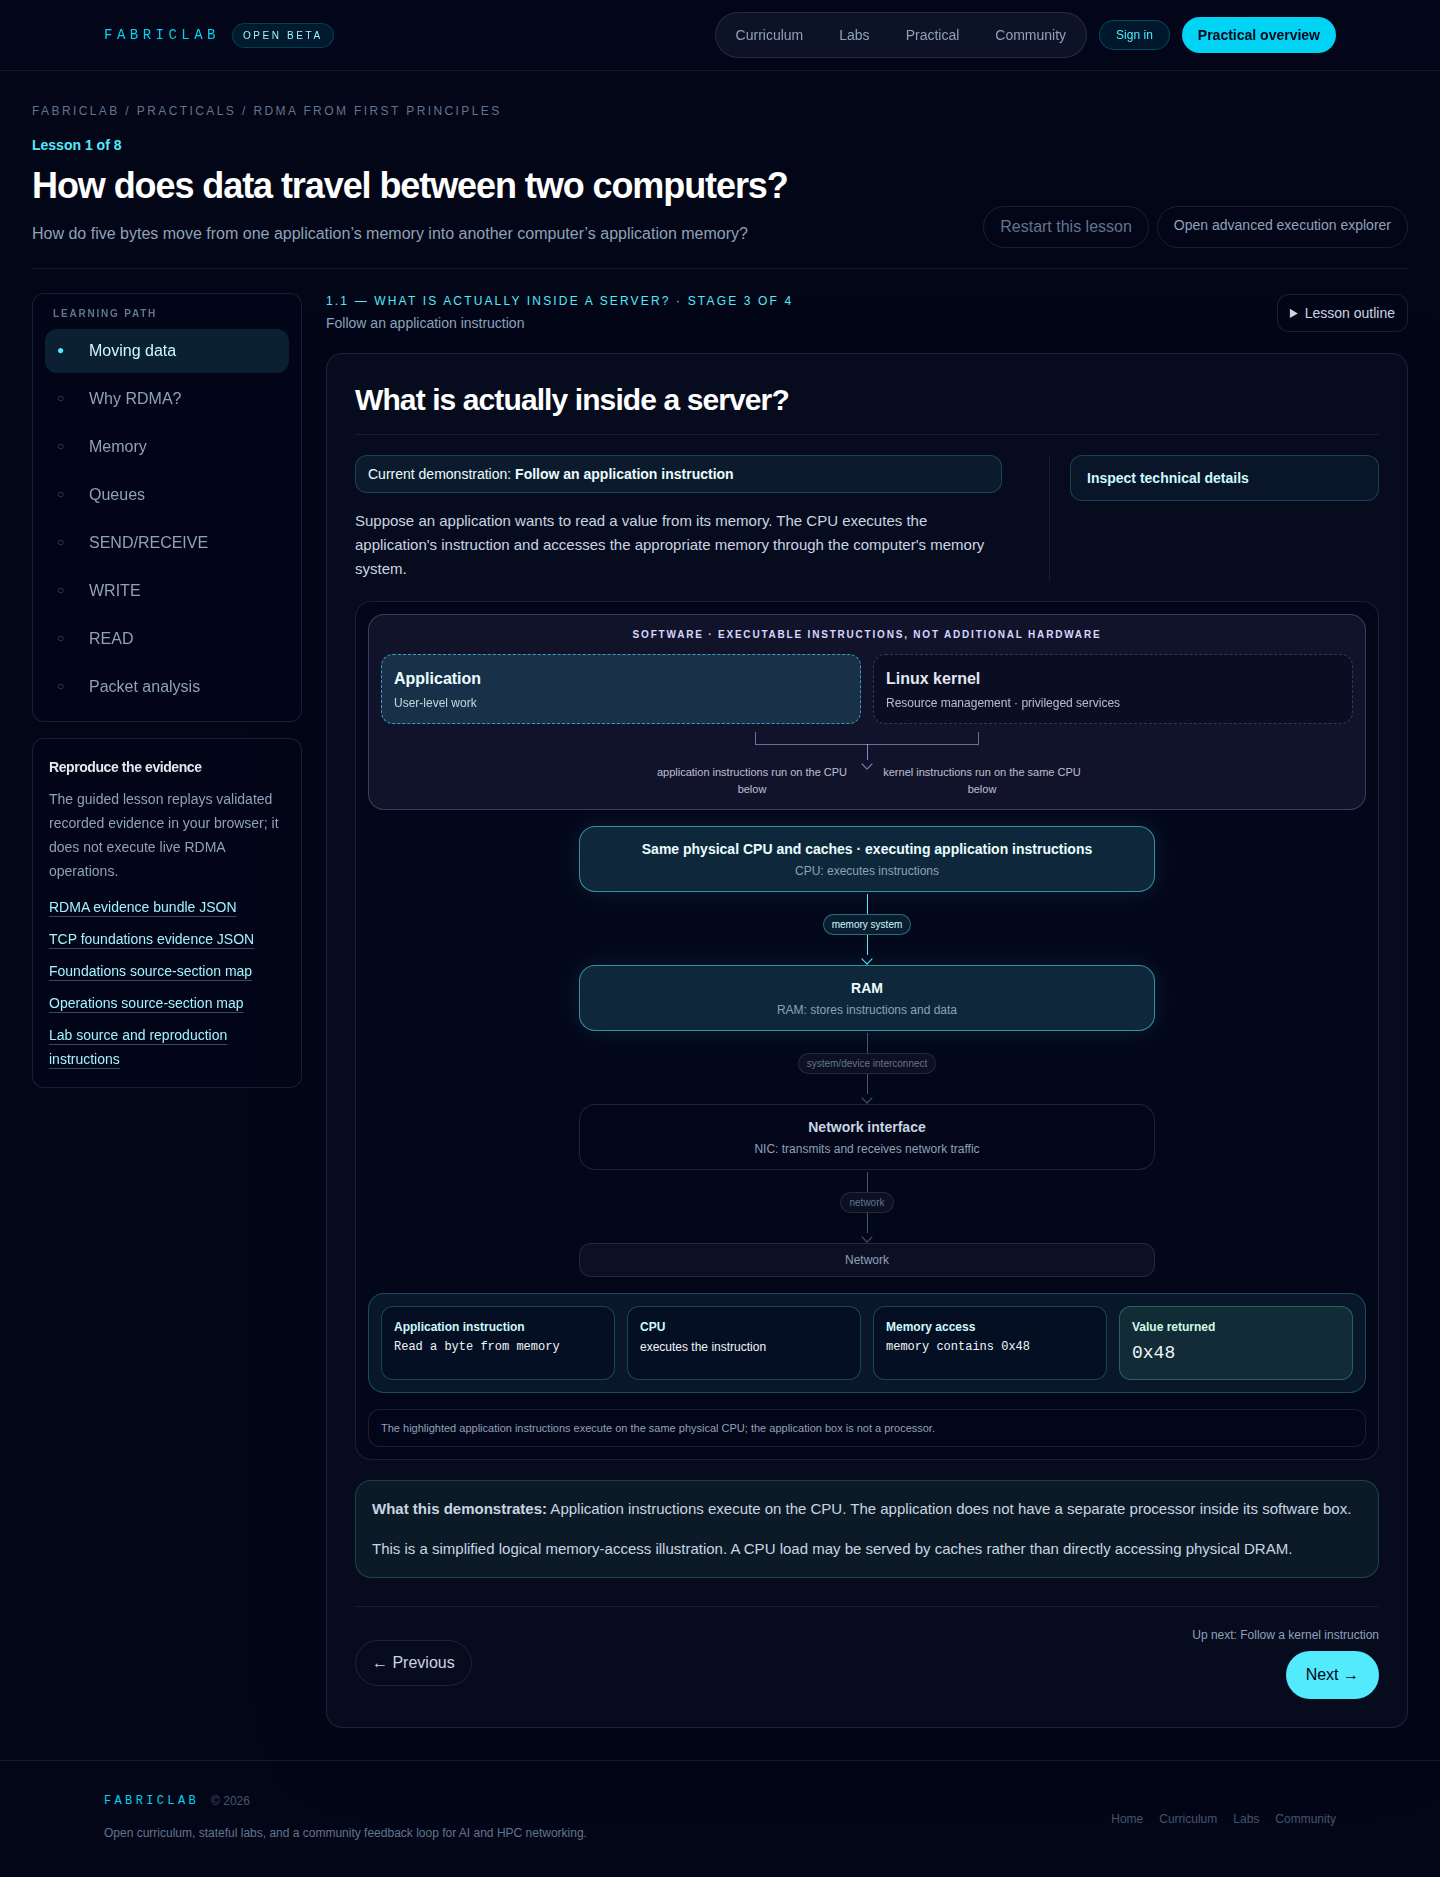 FABRICLAB OPEN BETA Curriculum Labs Practical Community Sign in Practical overview
FABRICLAB / PRACTICALS / RDMA FROM FIRST PRINCIPLES
Lesson 1 of 8
How does data travel between two computers?
How do five bytes move from one application’s memory into another computer’s application memory?
Restart this lesson Open advanced execution explorer
LEARNING PATH
Moving data
Why RDMA?
Memory
Queues
SEND/RECEIVE
WRITE
READ
Packet analysis
Reproduce the evidence
The guided lesson replays validated
recorded evidence in your browser; it
does not execute live RDMA
operations.
RDMA evidence bundle JSON
TCP foundations evidence JSON
Foundations source-section map
Operations source-section map
Lab source and reproduction
instructions
1.1 — WHAT IS ACTUALLY INSIDE A SERVER? · STAGE 3 OF 4
Follow an application instruction
▶ Lesson outline
What is actually inside a server?
Current demonstration: Follow an application instruction
Inspect technical details
Suppose an application wants to read a value from its memory. The CPU executes the
application's instruction and accesses the appropriate memory through the computer's memory
system.
SOFTWARE · EXECUTABLE INSTRUCTIONS, NOT ADDITIONAL HARDWARE
Application
User-level work
Linux kernel
Resource management · privileged services
application instructions run on the CPU
below
kernel instructions run on the same CPU
below
Same physical CPU and caches · executing application instructions
CPU: executes instructions
memory system
RAM
RAM: stores instructions and data
system/device interconnect
Network interface
NIC: transmits and receives network traffic
network
Network
Application instruction
Read a byte from memory
CPU
executes the instruction
Memory access
memory contains 0x48
Value returned
0x48
The highlighted application instructions execute on the same physical CPU; the application box is not a processor.
What this demonstrates: Application instructions execute on the CPU. The application does not have a separate processor inside its software box.
This is a simplified logical memory-access illustration. A CPU load may be served by caches rather than directly accessing physical DRAM.
Up next: Follow a kernel instruction
← Previous
Next →
FABRICLAB © 2026
Open curriculum, stateful labs, and a community feedback loop for AI and HPC networking.
Home Curriculum Labs Community